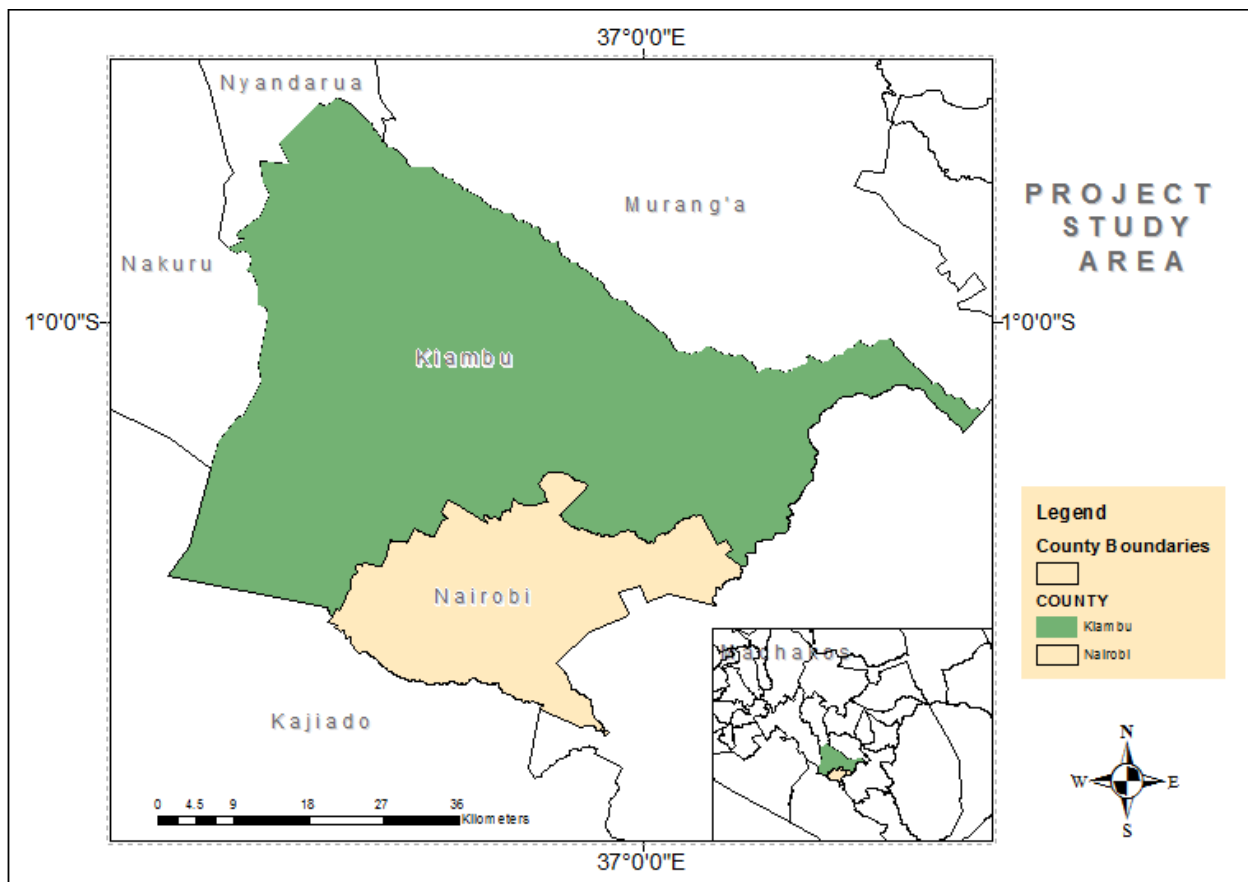 37°0'0"E
Nyandarua
Murang'a
PROJECT
STUDY
AREA
Nakuru
1°0'0"S
1°0'0"S
Kiambu
Legend
County Boundaries
COUNTY
Kiambu
Nairobi
Nairobi
Machakos
Kajiado
0 4.5 9 18 27 36
Kilometers
N
W E
S
37°0'0"E